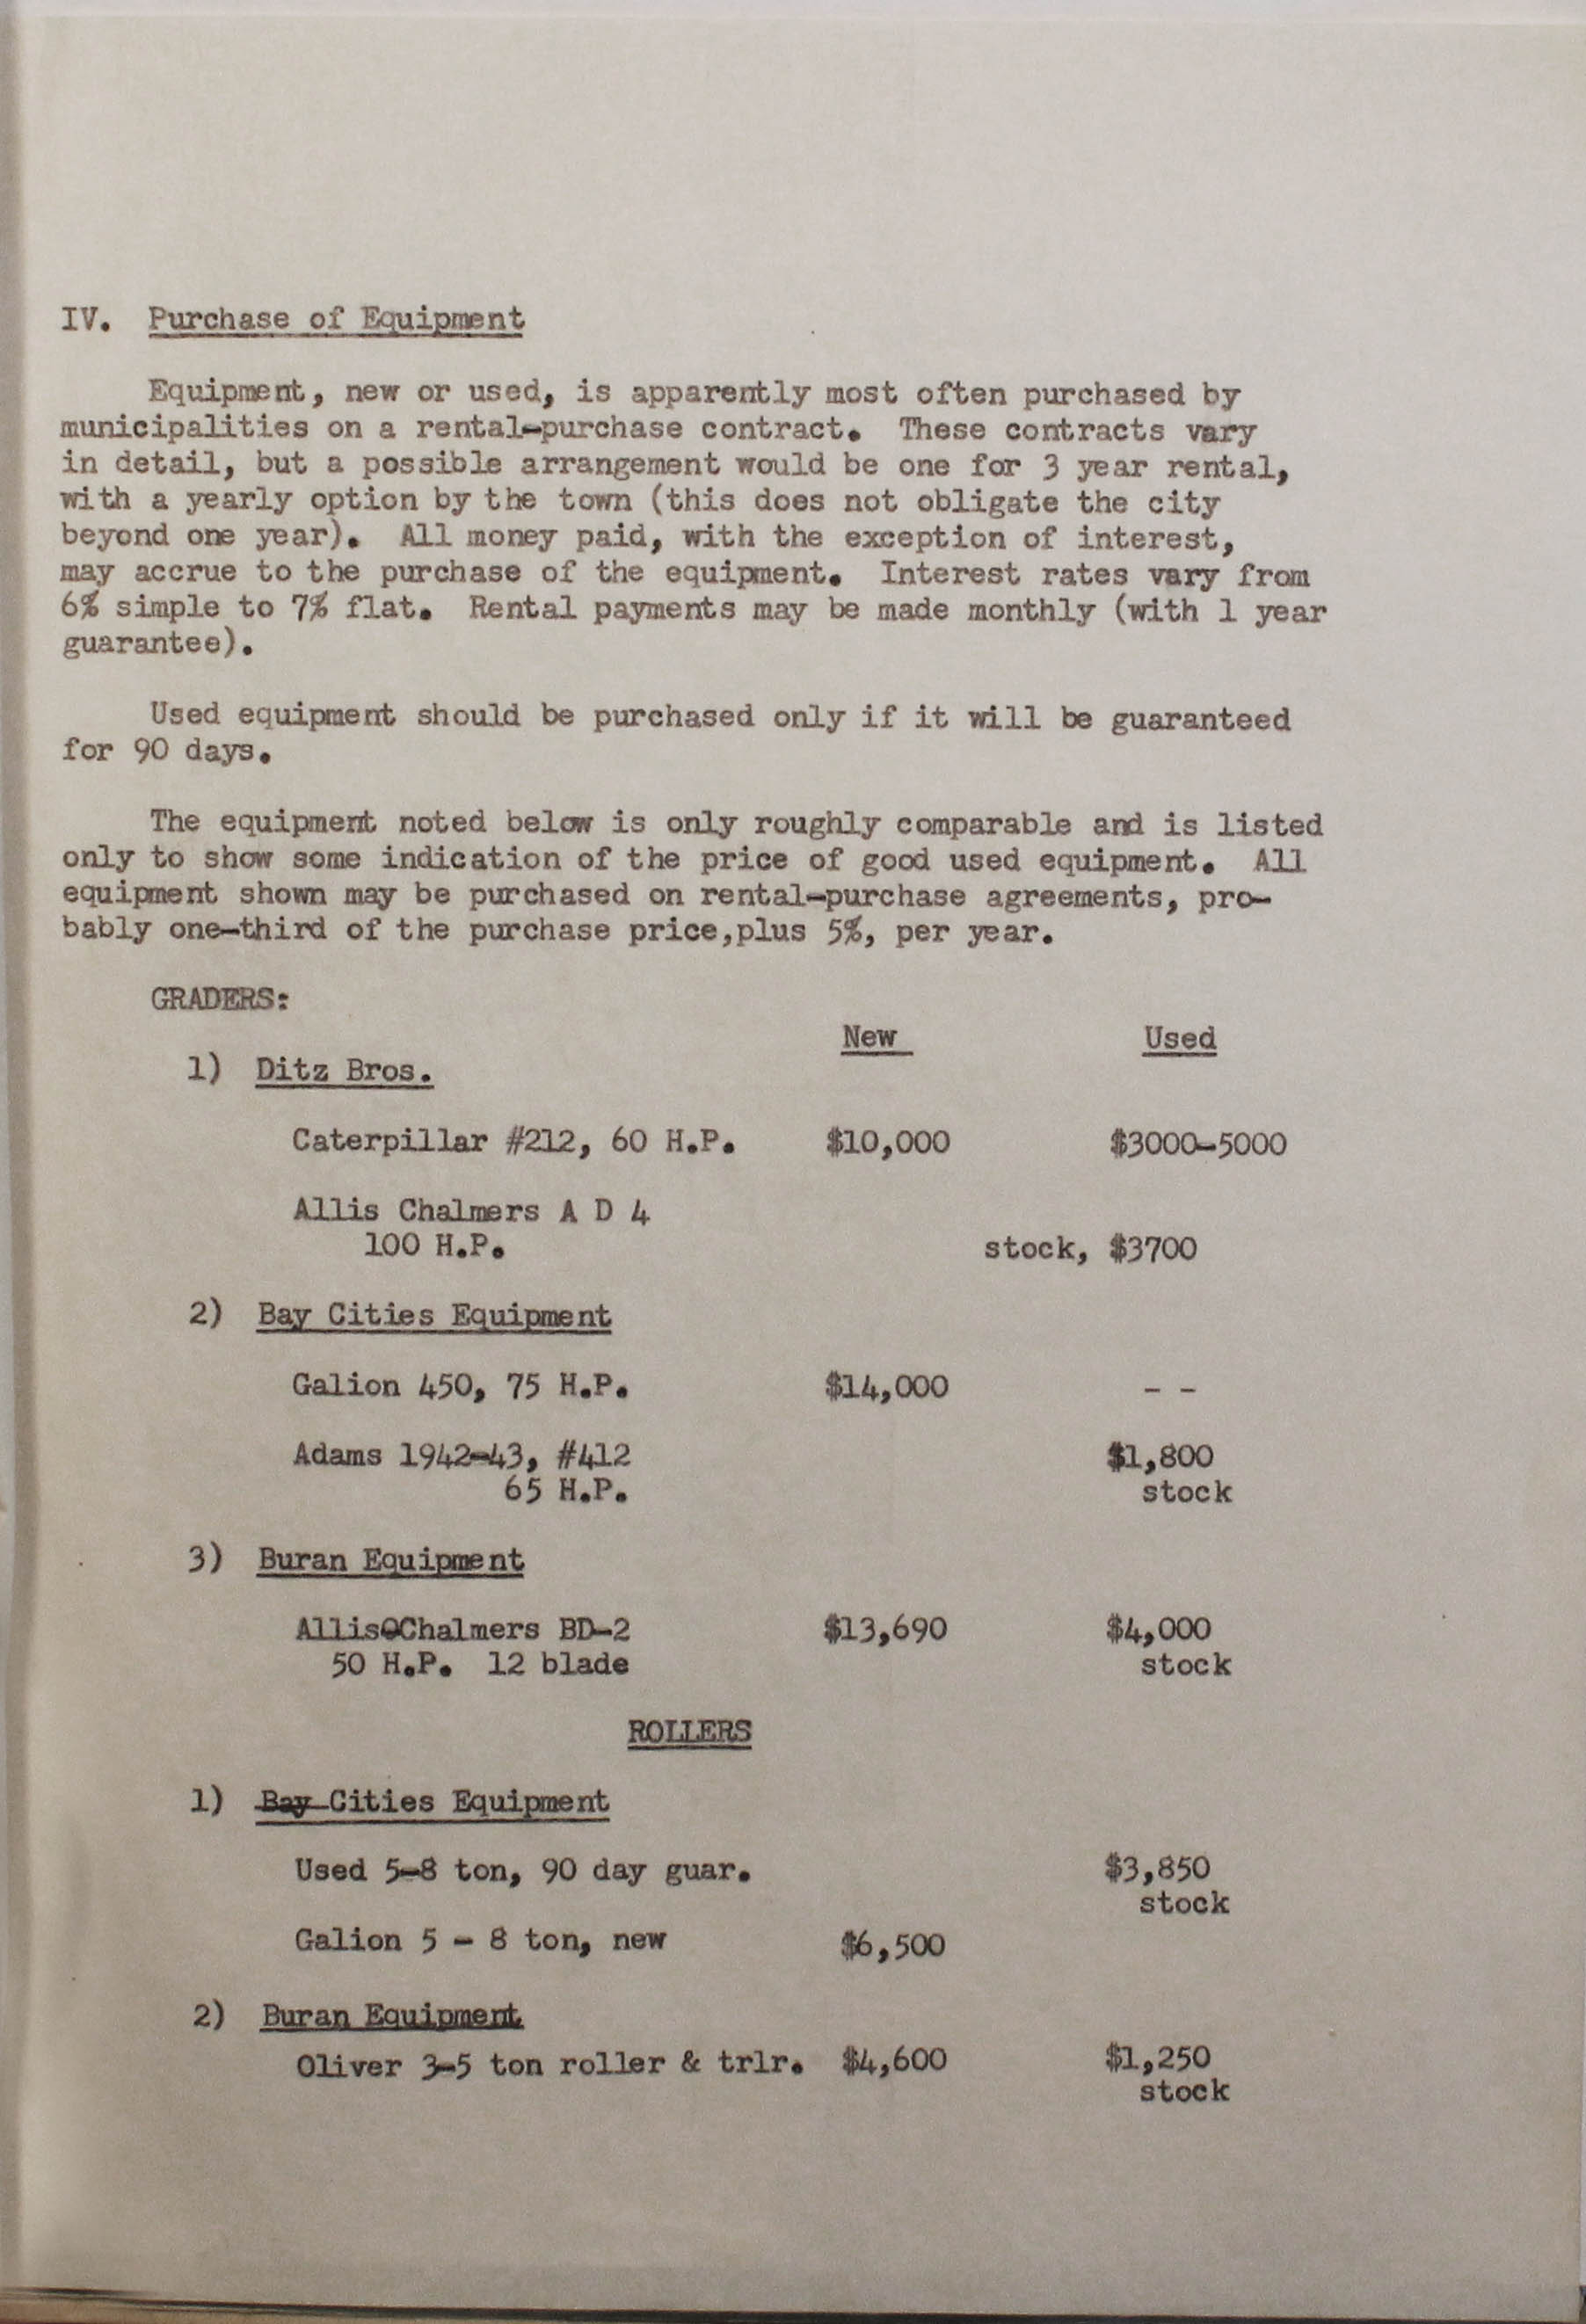 IV. Purchase of Equipment
Equipment, new or used, is apparently most often purchased by
municipalities on a rental-purchase contract. These contracts vary
in detail, but a possible arrangement would be one for 3 year rental,
with a yearly option by the town (this does not obligate the city
beyond one year). All money paid, with the exception of interest,
may accrue to the purchase of the equipment. Interest rates vary from
6% simple to 7% flat. Rental payments may be made monthly (with 1 year
guarantee).
Used equipment should be purchased only if it will be guaranteed
for 90 days.
The equipment noted below is only roughly comparable and is listed
only to show some indication of the price of good used equipment. All
equipment shown may be purchased on rental-purchase agreements, pro-
bably one-third of the purchase price,plus 5%, per year.
GRADERS:
New Used
1) Ditz Bros.
Caterpillar #212, 60 H.P. $10,000 $3000-5000
Allis Chalmers A D 4
100 H.P. stock, $3700
2) Bay Cities Equipment
Galion 450, 75 H.P. $14,000 - -
Adams 1942-43, #412 $1,800
65 H.P. stock
3) Buran Equipment
Allis-Chalmers BD-2 $13,690 $4,000
50 H.P. 12 blade stock
ROLLERS
1) Bay Cities Equipment
Used 5-8 ton, 90 day guar. $3,850
stock
Galion 5 - 8 ton, new $6,500
2) Buran Equipment
Oliver 3-5 ton roller & trlr. $4,600 $1,250
stock